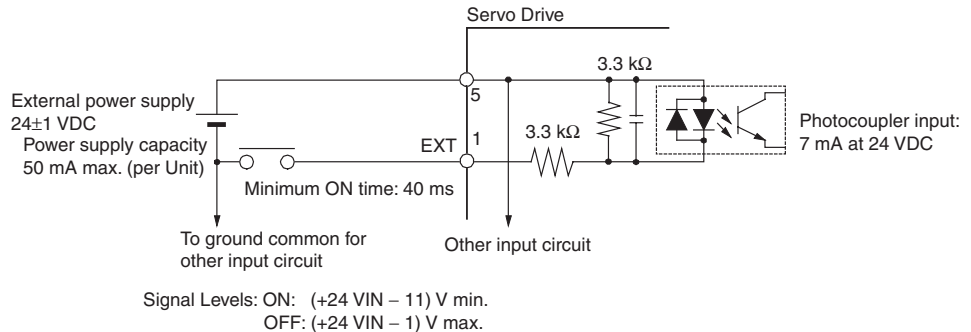 Servo Drive
3.3 kΩ
External power supply
24±1 VDC
Power supply capacity
50 mA max. (per Unit)
5
EXT 1
3.3 kΩ
Photocoupler input:
7 mA at 24 VDC
Minimum ON time: 40 ms
To ground common for
other input circuit
Other input circuit
Signal Levels: ON: (+24 VIN – 11) V min.
OFF: (+24 VIN – 1) V max.